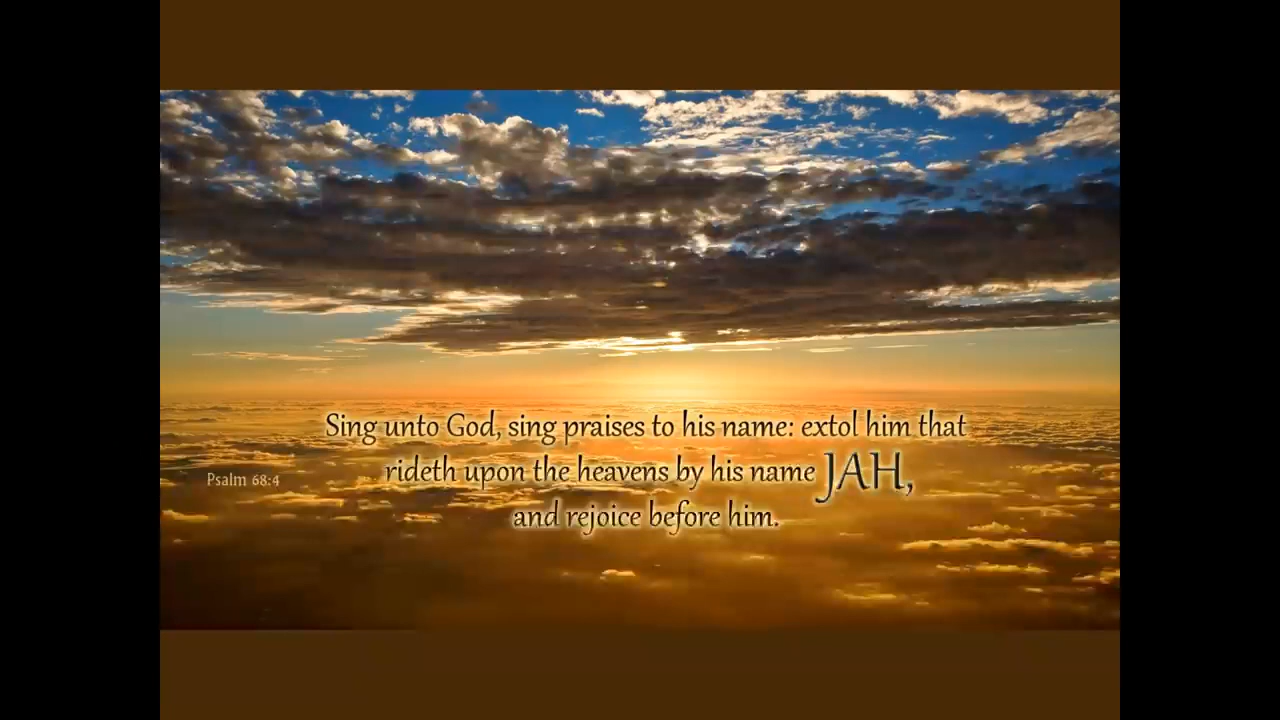 Sing unto God, sing praises to his name: extol him that
rideth upon the heavens by his name JAH,
and rejoice before him.
Psalm 68:4